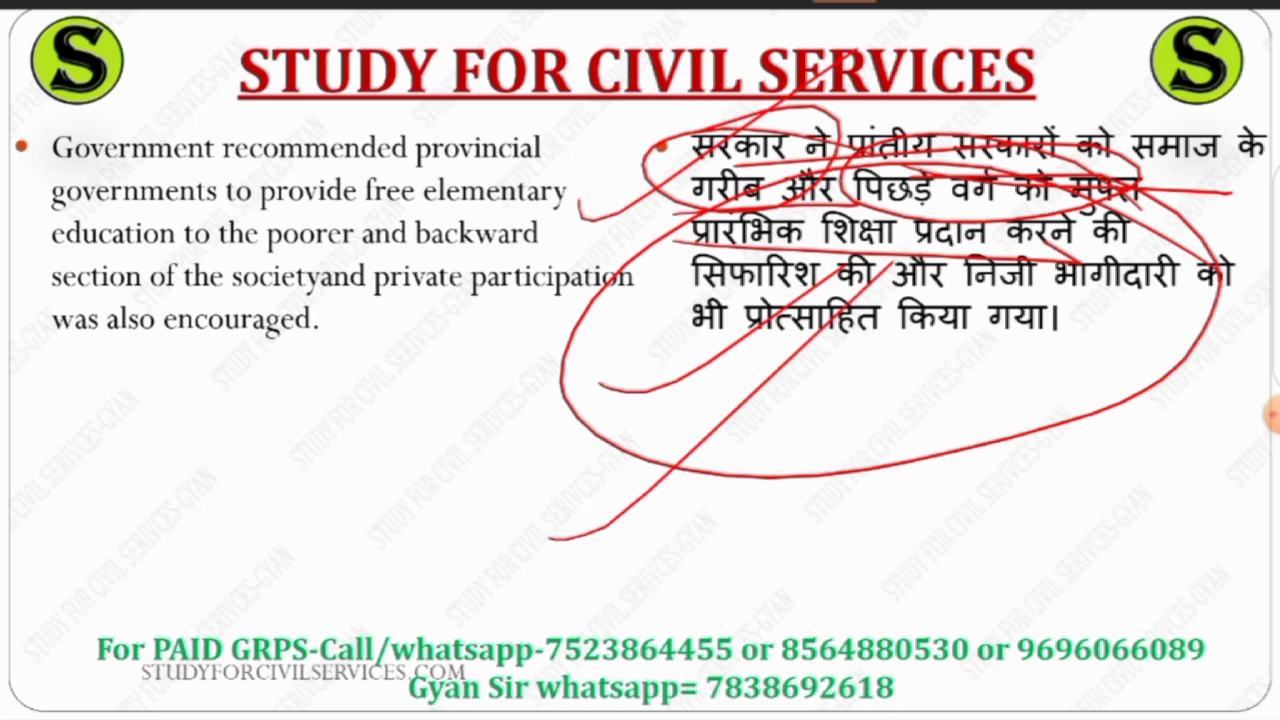 S
STUDY FOR CIVIL SERVICES
S
Government recommended provincial
governments to provide free elementary
education to the poorer and backward
section of the societyand private participation
was also encouraged.
सरकार ने प्रांतीय सरकारों को समाज के
गरीब और पिछड़े वर्ग को मुफ्त
प्रारंभिक शिक्षा प्रदान करने की
सिफारिश की और निजी भागीदारी को
भी प्रोत्साहित किया गया।
For PAID GRPS-Call/whatsapp-7523864455 or 8564880530 or 9696066089
STUDYFORCIVILSERVICES.COM
Gyan Sir whatsapp= 7838692618